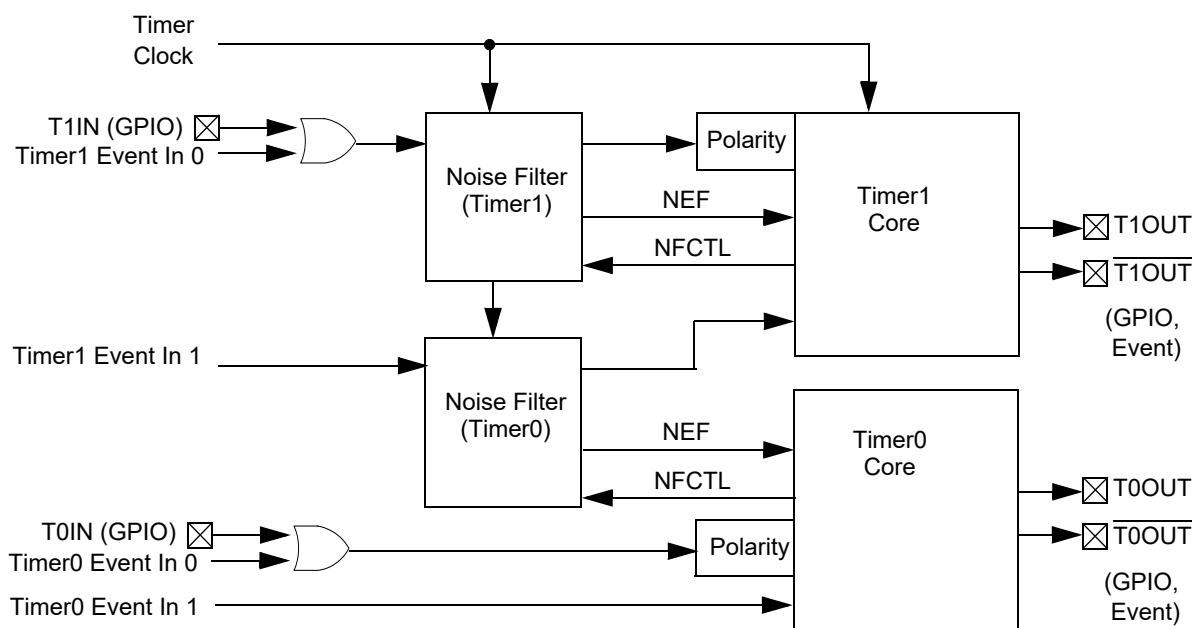 Timer
Clock
T1IN (GPIO)
Timer1 Event In 0
Polarity
Noise Filter
(Timer1)
NEF
NFCTL
Timer1
Core
T1OUT
T1OUT
(GPIO,
Event)
Timer1 Event In 1
Noise Filter
(Timer0)
NEF
NFCTL
Timer0
Core
T0OUT
T0OUT
(GPIO,
Event)
T0IN (GPIO)
Timer0 Event In 0
Polarity
Timer0 Event In 1